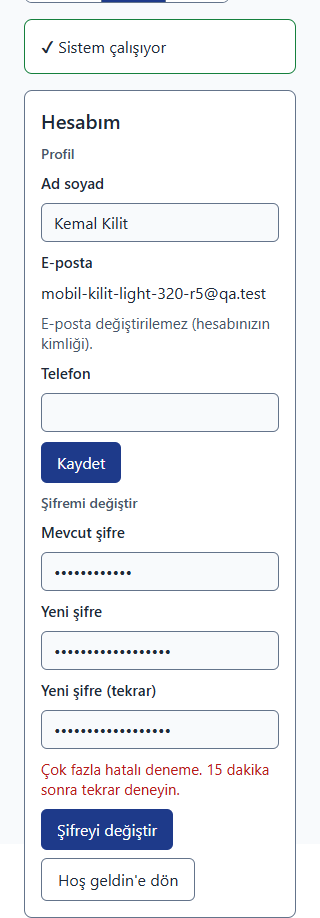 ✓ Sistem çalışıyor
Hesabım
Profil
Ad soyad
Kemal Kilit
E-posta
mobil-kilit-light-320-r5@qa.test
E-posta değiştirilemez (hesabınızın
kimliği).
Telefon
Kaydet
Şifremi değiştir
Mevcut şifre
••••••••••••
Yeni şifre
••••••••••••••••••
Yeni şifre (tekrar)
••••••••••••••••••
Çok fazla hatalı deneme. 15 dakika
sonra tekrar deneyin.
Şifreyi değiştir
Hoş geldin'e dön